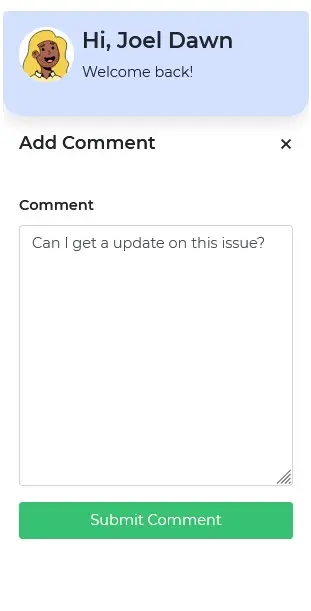 Hi, Joel Dawn
Welcome back!
Add Comment ×
Comment
Can I get a update on this issue?
Submit Comment